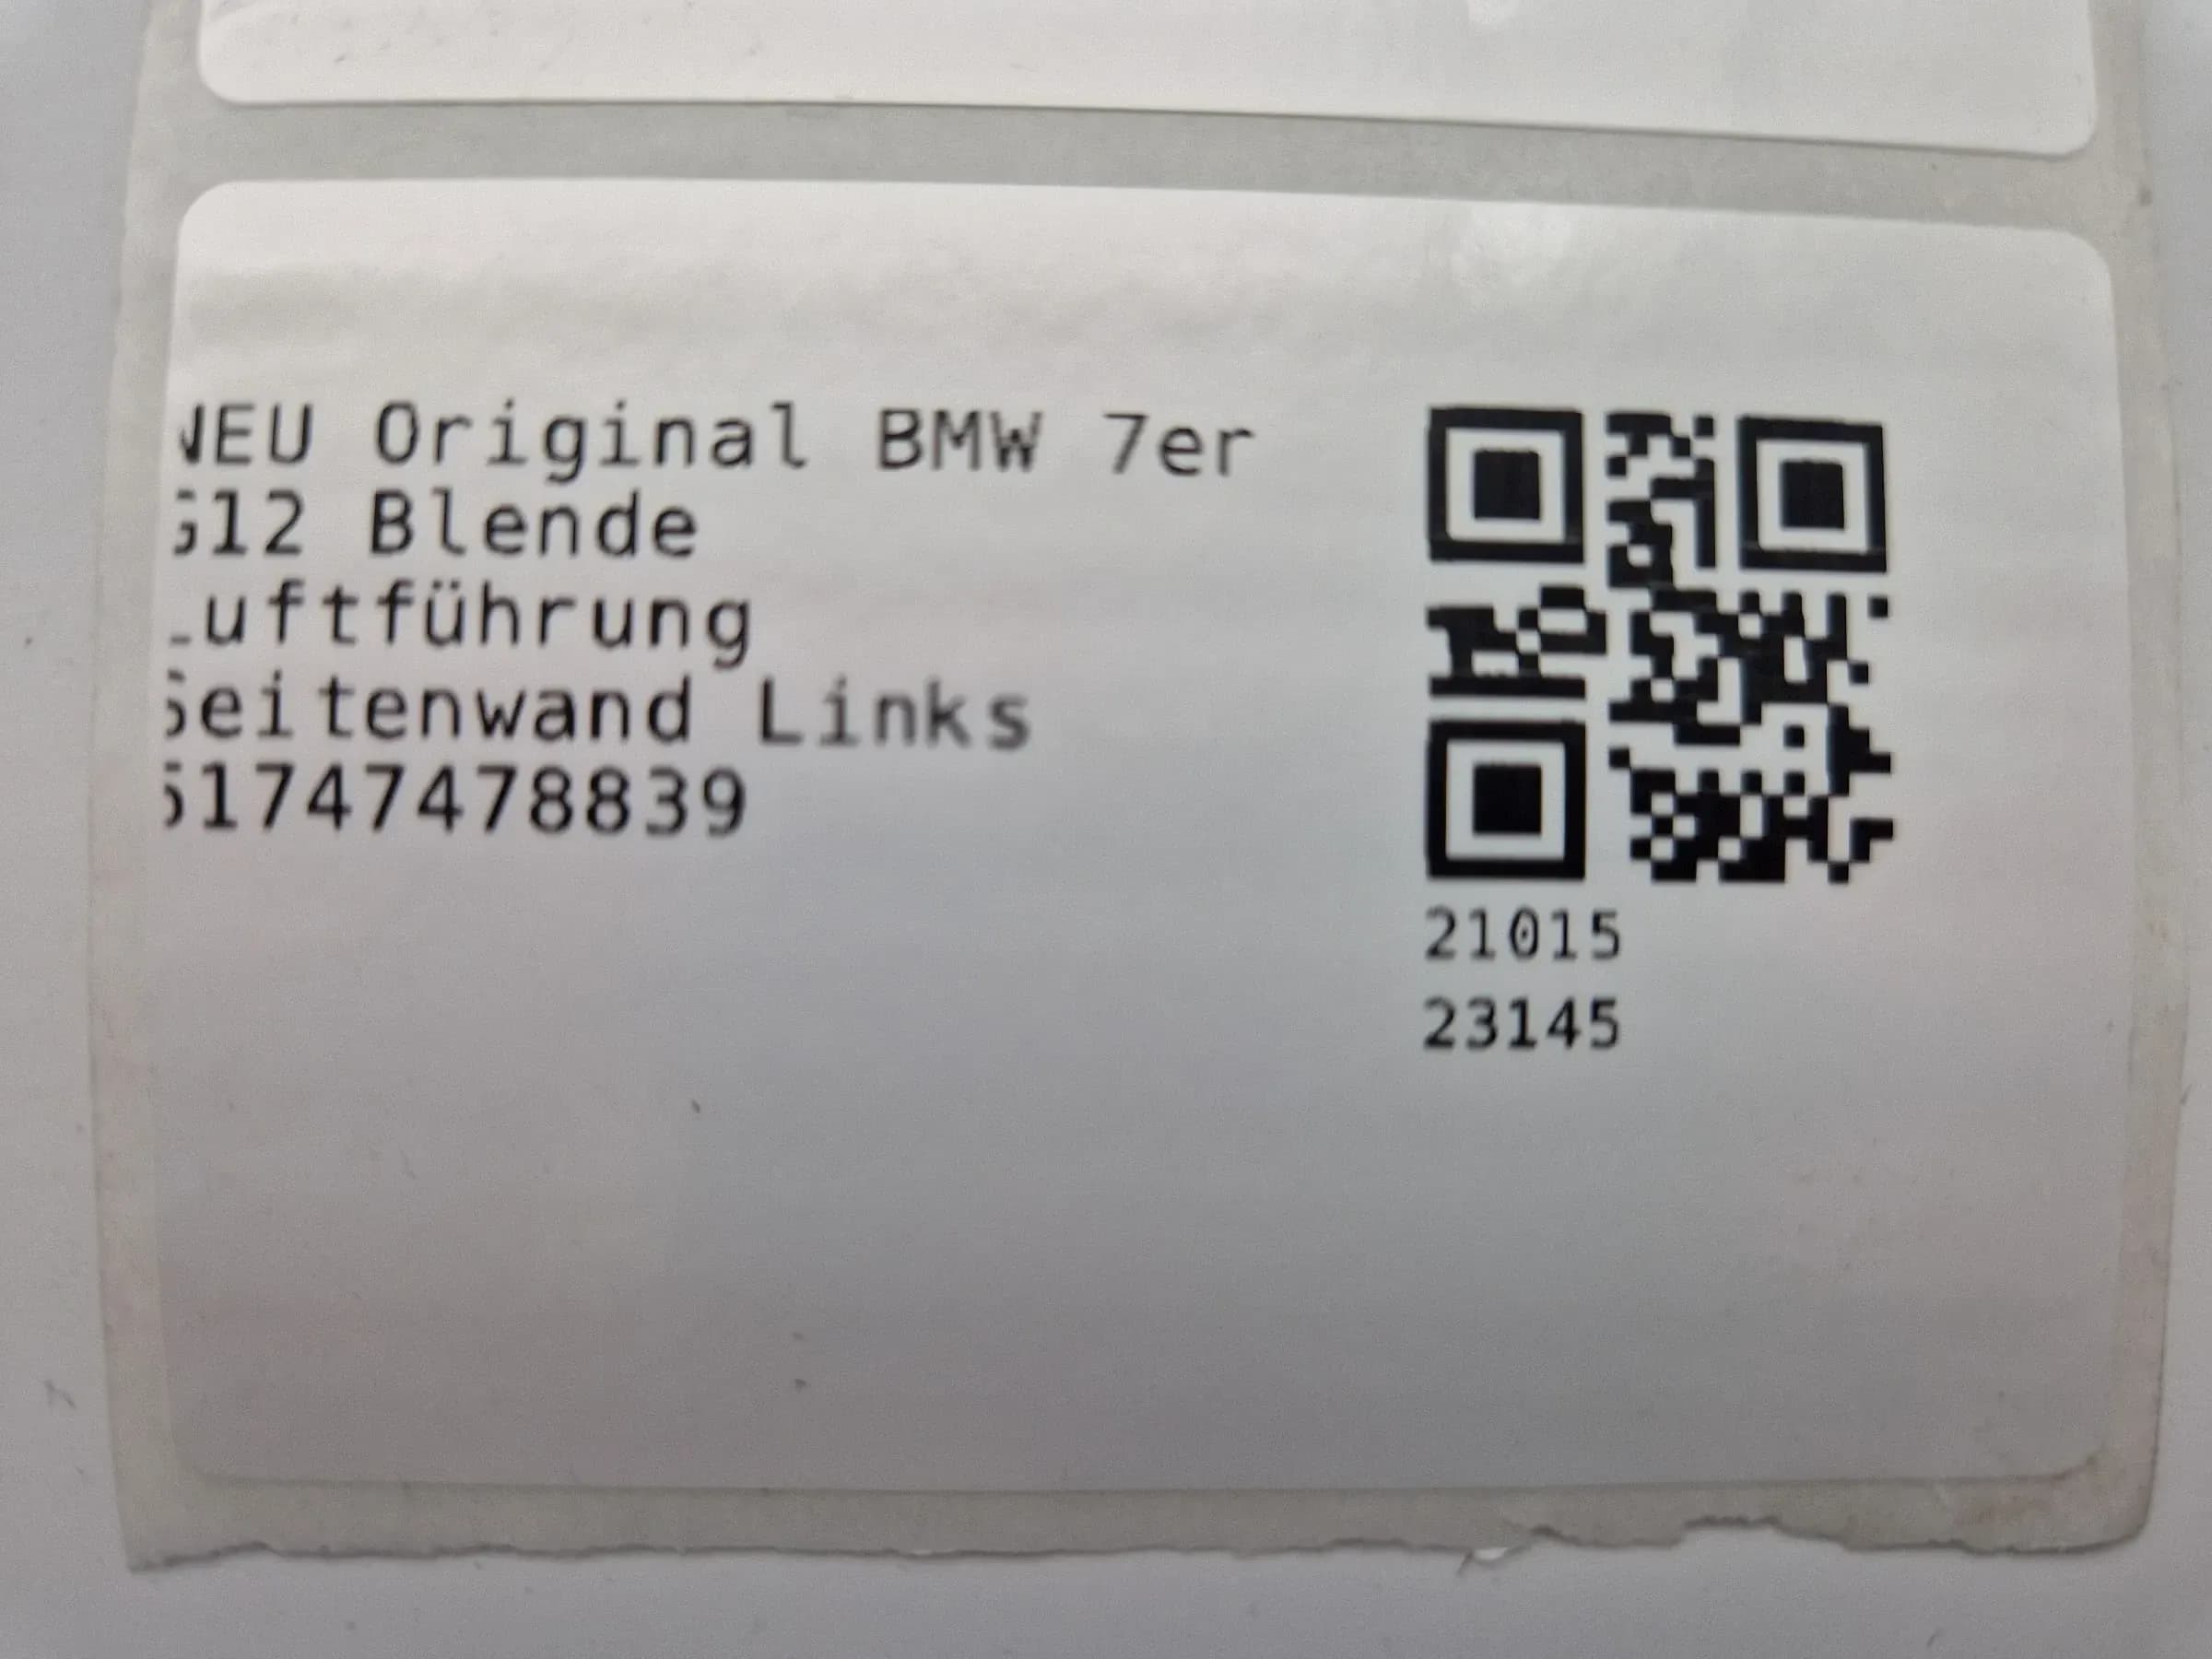 NEU Original BMW 7er
G12 Blende
Luftführung
Seitenwand Links
51747478839
21015
23145